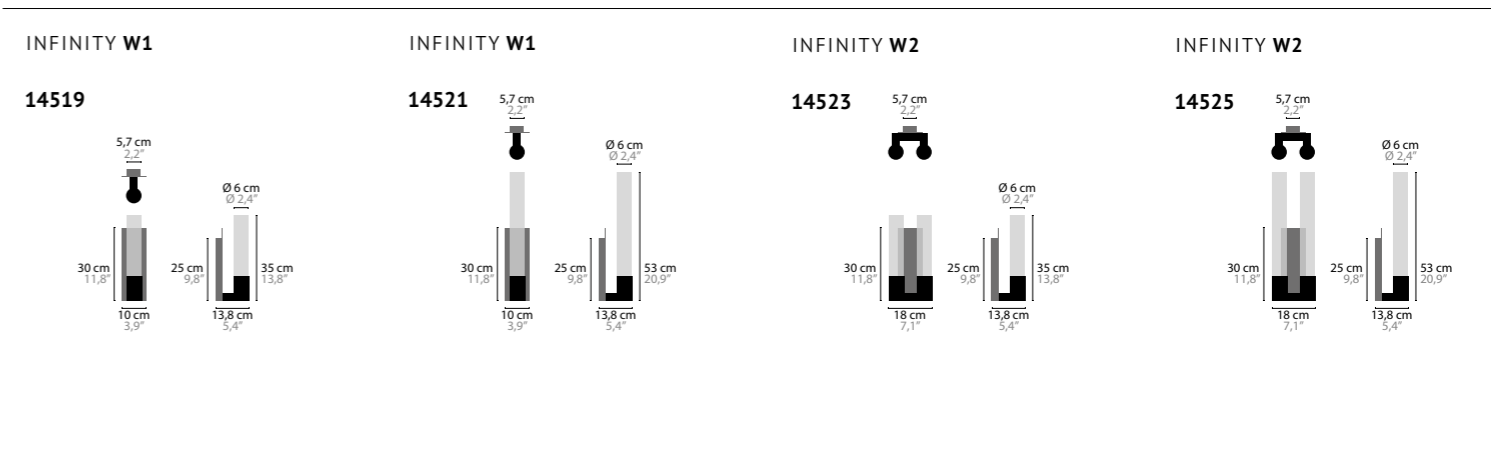 INFINITY W1
14519
5,7 cm
2,2″
Ø 6 cm
Ø 2,4″
30 cm
11,8″
25 cm
9,8″
35 cm
13,8″
10 cm
3,9″
13,8 cm
5,4″
INFINITY W1
14521
5,7 cm
2,2″
Ø 6 cm
Ø 2,4″
30 cm
11,8″
25 cm
9,8″
53 cm
20,9″
10 cm
3,9″
13,8 cm
5,4″
INFINITY W2
14523
5,7 cm
2,2″
Ø 6 cm
Ø 2,4″
30 cm
11,8″
25 cm
9,8″
35 cm
13,8″
18 cm
7,1″
13,8 cm
5,4″
INFINITY W2
14525
5,7 cm
2,2″
Ø 6 cm
Ø 2,4″
30 cm
11,8″
25 cm
9,8″
53 cm
20,9″
18 cm
7,1″
13,8 cm
5,4″